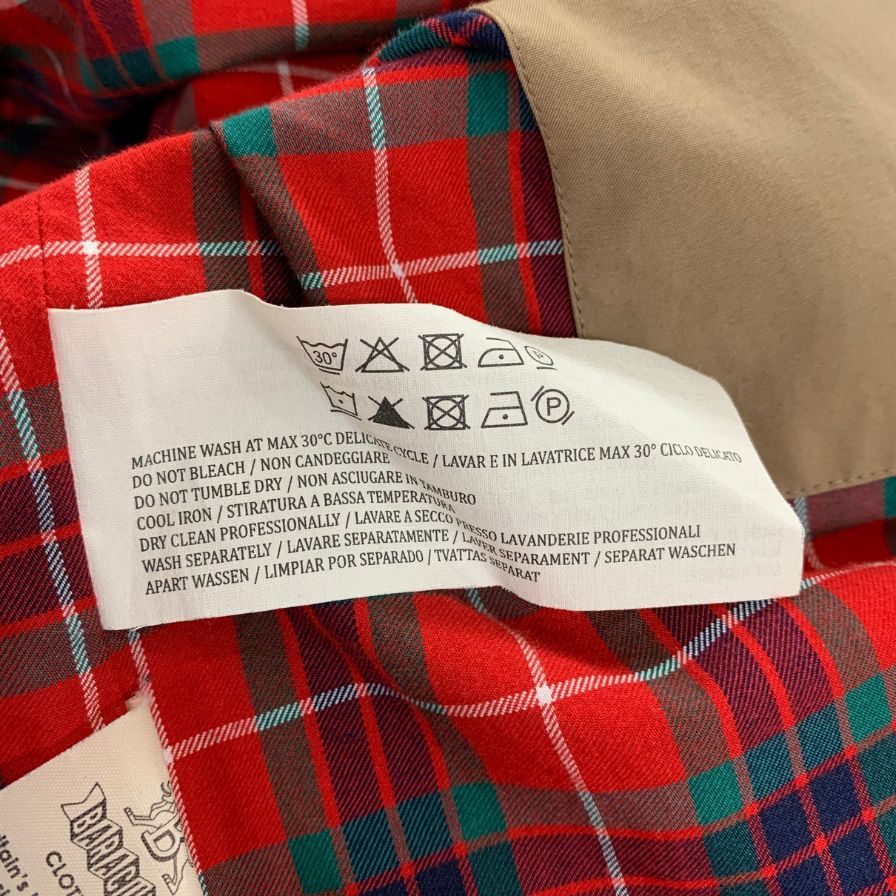 30°
P
P
MACHINE WASH AT MAX 30°C DELICATE CYCLE / LAVAR E IN LAVATRICE MAX 30° CICLO DELICATO
DO NOT BLEACH / NON CANDEGGIARE
DO NOT TUMBLE DRY / NON ASCIUGARE IN TAMBURO
COOL IRON / STIRATURA A BASSA TEMPERATURA
DRY CLEAN PROFESSIONALLY / LAVARE A SECCO PRESSO LAVANDERIE PROFESSIONALI
WASH SEPARATELY / LAVARE SEPARATAMENTE / LAVER SEPARAMENT / SEPARAT WASCHEN
APART WASSEN / LIMPIAR POR SEPARADO / TVATTAS SEPARAT